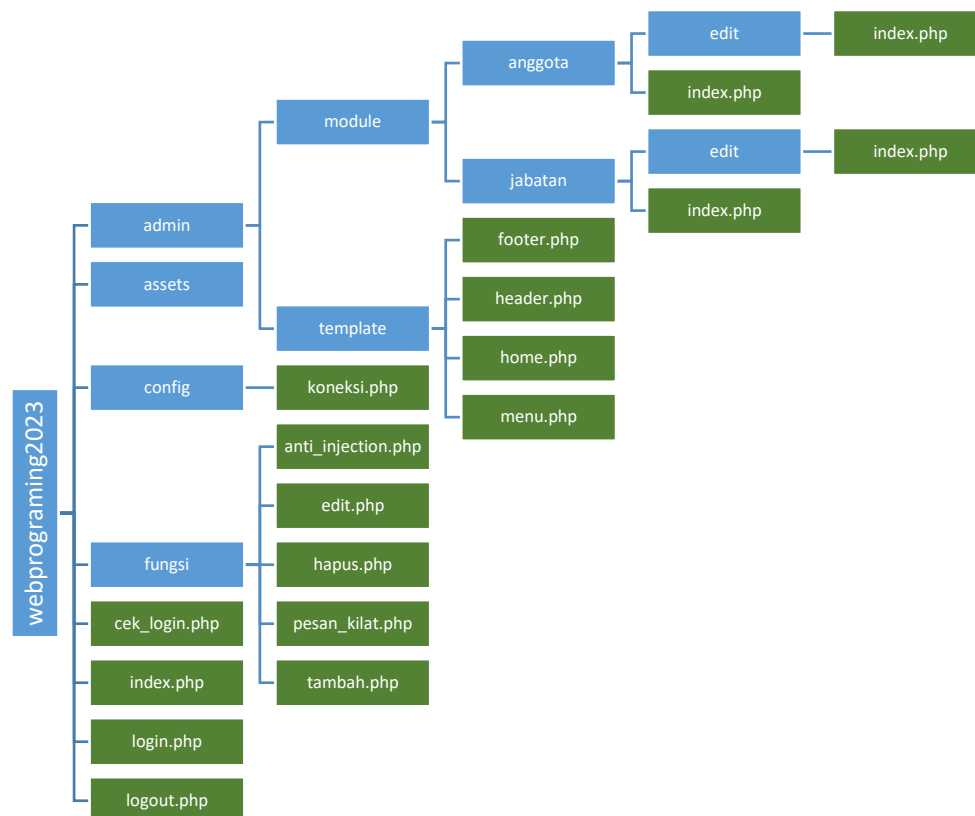 webprograming2023
admin
module
anggota
edit
index.php
index.php
jabatan
edit
index.php
index.php
template
footer.php
header.php
home.php
menu.php
assets
config
koneksi.php
fungsi
anti_injection.php
edit.php
hapus.php
pesan_kilat.php
tambah.php
cek_login.php
index.php
login.php
logout.php